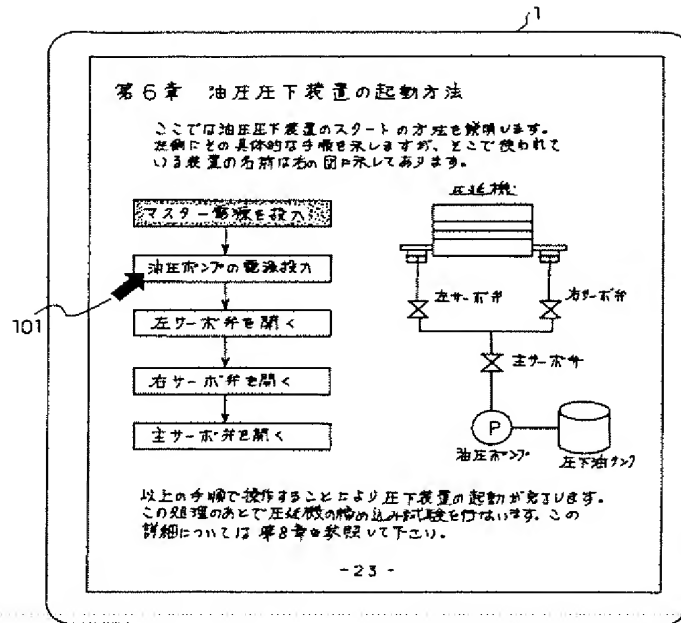 1
第6章 油圧圧下装置の起動方法
ここでは油圧圧下装置のスタートの方法を説明します。
左側にその具体的な手順を示しますが、そこで使われて
いる装置の名前は右の図に示してあります。
マスター電源を投入
油圧ポンプの電源投入
左サーボ弁を開く
右サーボ弁を開く
主サーボ弁を開く
101
圧延機
左サーボ弁
右サーボ弁
主サーボ弁
P
油圧ポンプ
圧下油タンク
以上の手順で操作することにより圧下装置の起動が完了します。
この処理のあとで圧延機の締め込み試験を行ないます。この
詳細については第8章を参照して下さい。
-23-